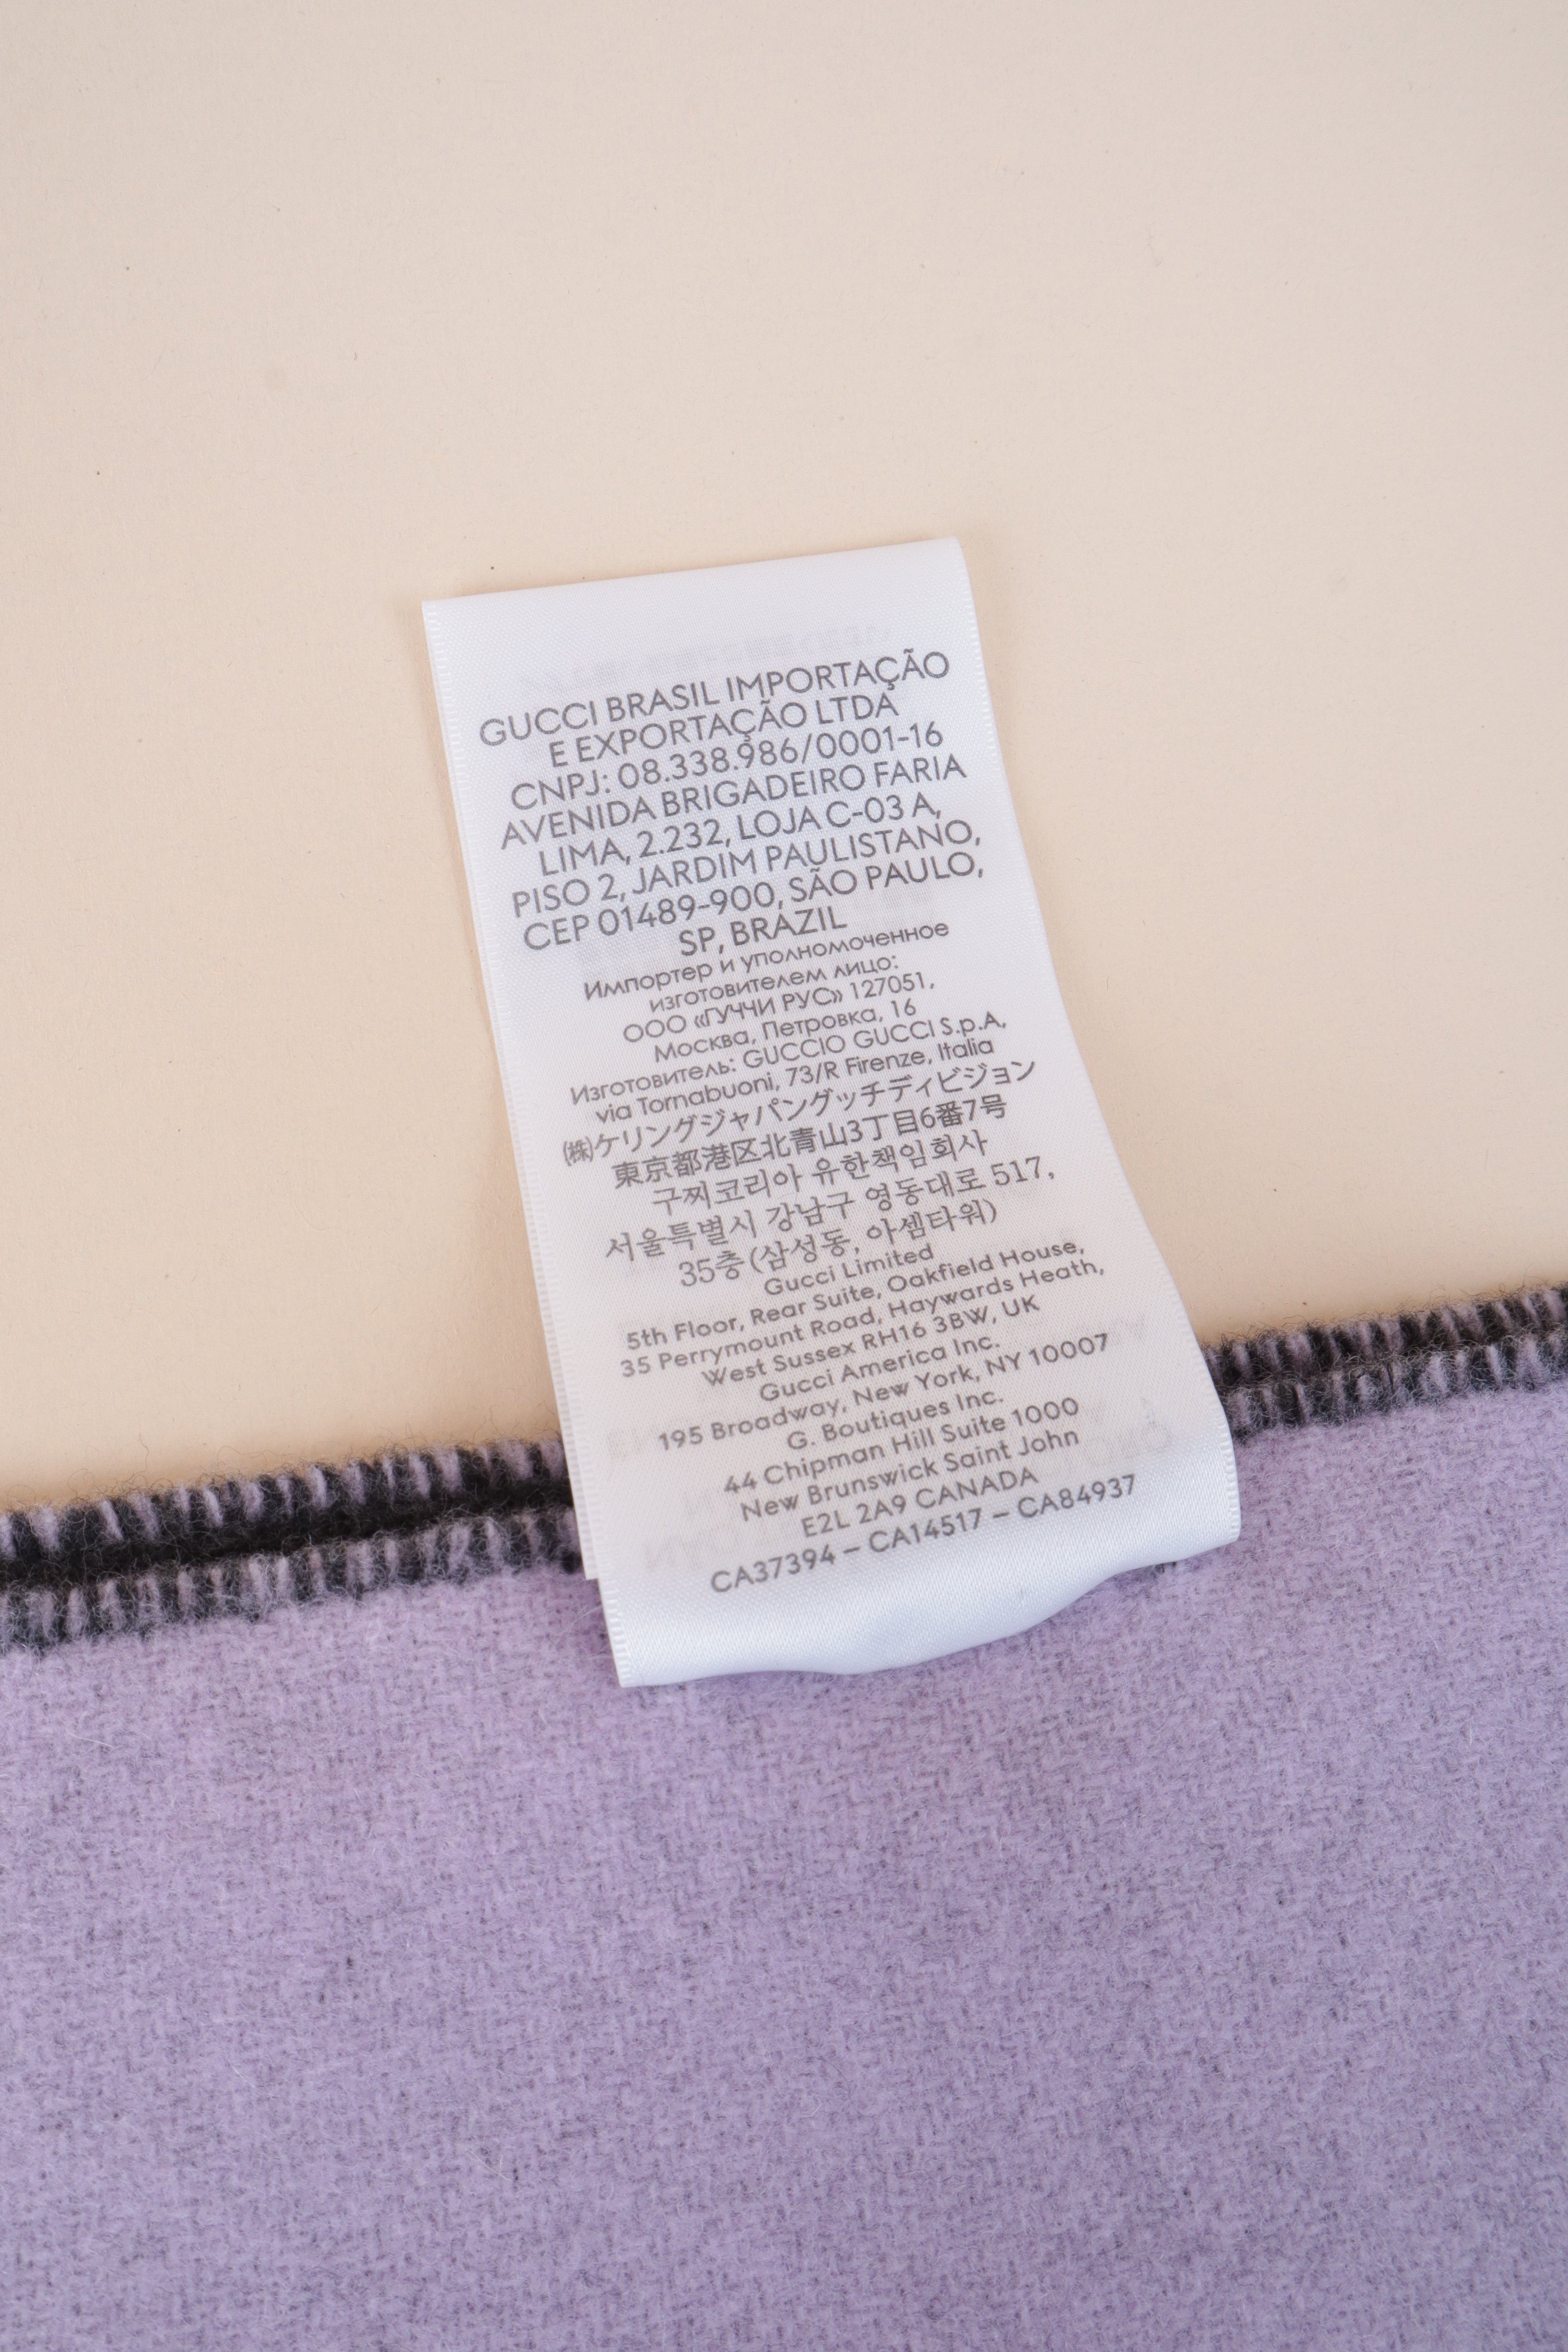 GUCCI BRASIL IMPORTAÇÃO
E EXPORTAÇÃO LTDA
CNPJ: 08.338.986/0001-16
AVENIDA BRIGADEIRO FARIA
LIMA, 2.232, LOJA C-03 A,
PISO 2, JARDIM PAULISTANO,
CEP 01489-900, SÃO PAULO,
SP, BRAZIL
Импортер и уполномоченное
изготовителем лицо:
ООО «ГУЧЧИ РУС» 127051,
Москва, Петровка, 16
Изготовитель: GUCCIO GUCCI S.p.A,
via Tornabuoni, 73/R Firenze, Italia
㈱ケリングジャパングッチディビジョン
東京都港区北青山3丁目6番7号
구찌코리아 유한책임회사
서울특별시 강남구 영동대로 517,
35층(삼성동, 아셈타워)
Gucci Limited
5th Floor, Rear Suite, Oakfield House,
35 Perrymount Road, Haywards Heath,
West Sussex RH16 3BW, UK
Gucci America Inc.
195 Broadway, New York, NY 10007
G. Boutiques Inc.
44 Chipman Hill Suite 1000
New Brunswick Saint John
E2L 2A9 CANADA
CA37394 – CA14517 – CA84937